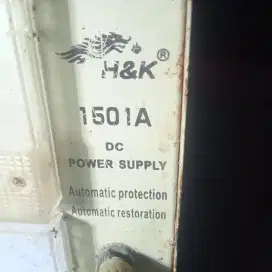 H&K®
1501A
DC
POWER SUPPLY
Automatic protection
Automatic restoration